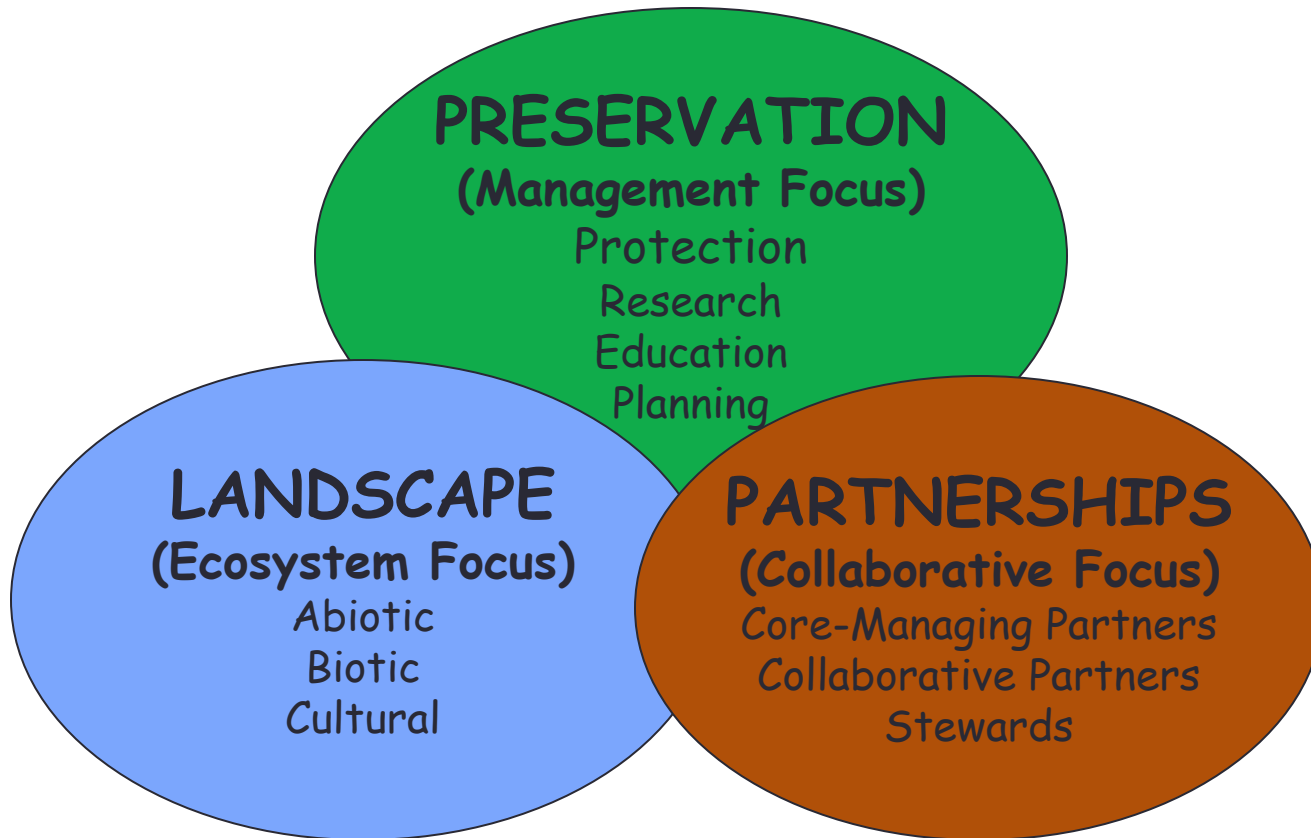 PRESERVATION
(Management Focus)
Protection
Research
Education
Planning
LANDSCAPE
(Ecosystem Focus)
Abiotic
Biotic
Cultural
PARTNERSHIPS
(Collaborative Focus)
Core-Managing Partners
Collaborative Partners
Stewards